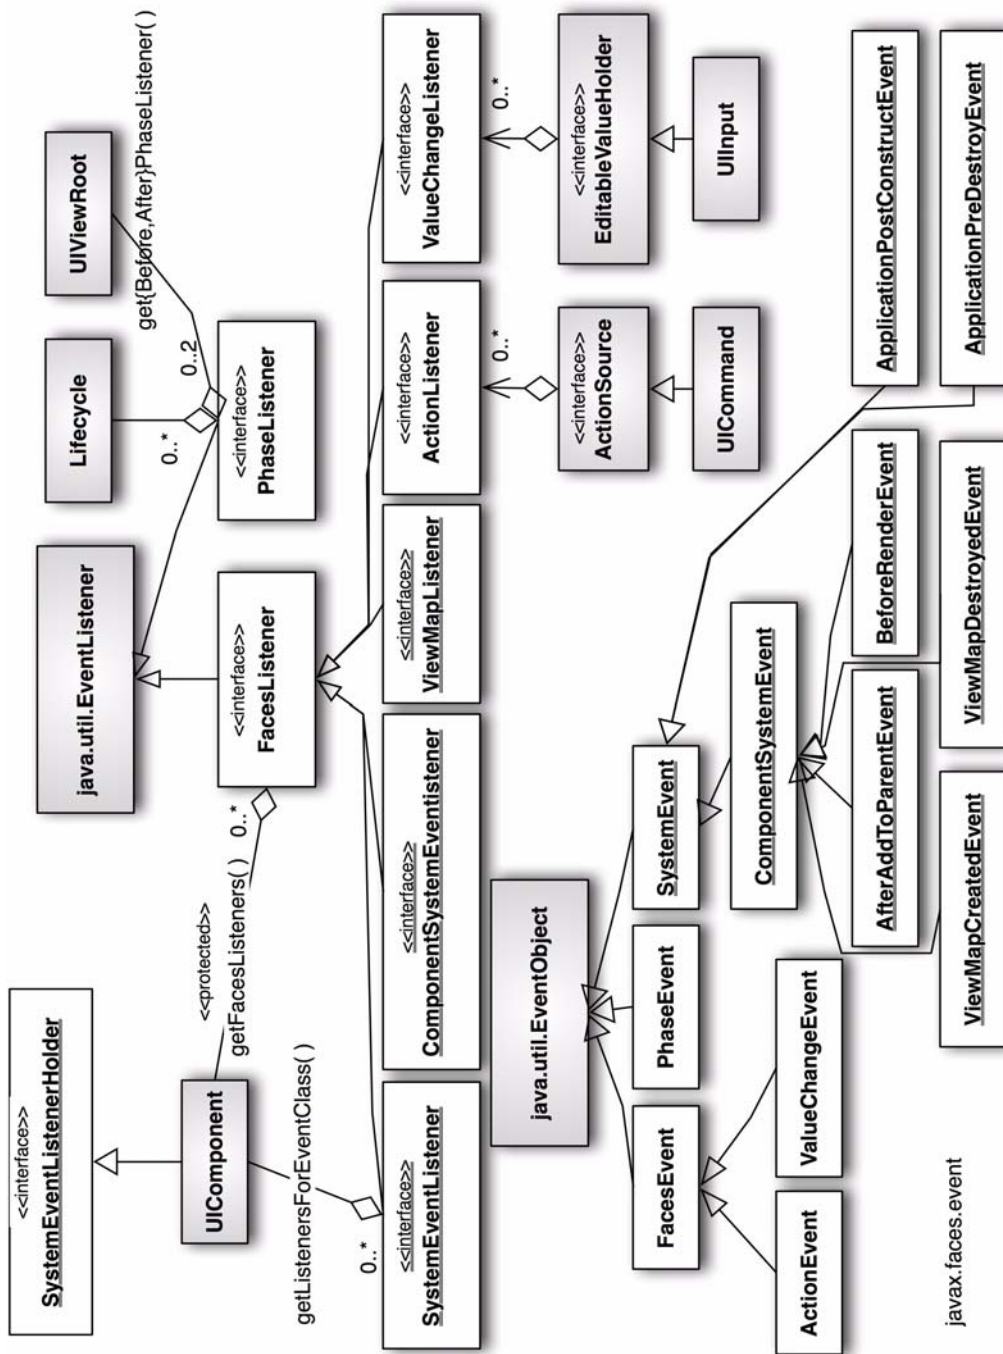 <<interface>>
SystemEventListenerHolder
UIComponent
<<protected>>
getFacesListeners( )
0..*
getListenersForEventClass( )
0..*
java.util.EventListener
Lifecycle
UIViewRoot
get{Before,After}PhaseListener( )
0..*
0..2
<<interface>>
FacesListener
<<interface>>
PhaseListener
<<interface>>
SystemEventListener
<<interface>>
ComponentSystemEventistener
<<interface>>
ViewMapListener
<<interface>>
ActionListener
<<interface>>
ValueChangeListener
0..*
0..*
<<interface>>
ActionSource
<<interface>>
EditableValueHolder
UICommand
UIInput
java.util.EventObject
FacesEvent
PhaseEvent
SystemEvent
ComponentSystemEvent
ActionEvent
ValueChangeEvent
AfterAddToParentEvent
BeforeRenderEvent
ApplicationPostConstructEvent
ViewMapCreatedEvent
ViewMapDestroyedEvent
ApplicationPreDestroyEvent
javax.faces.event